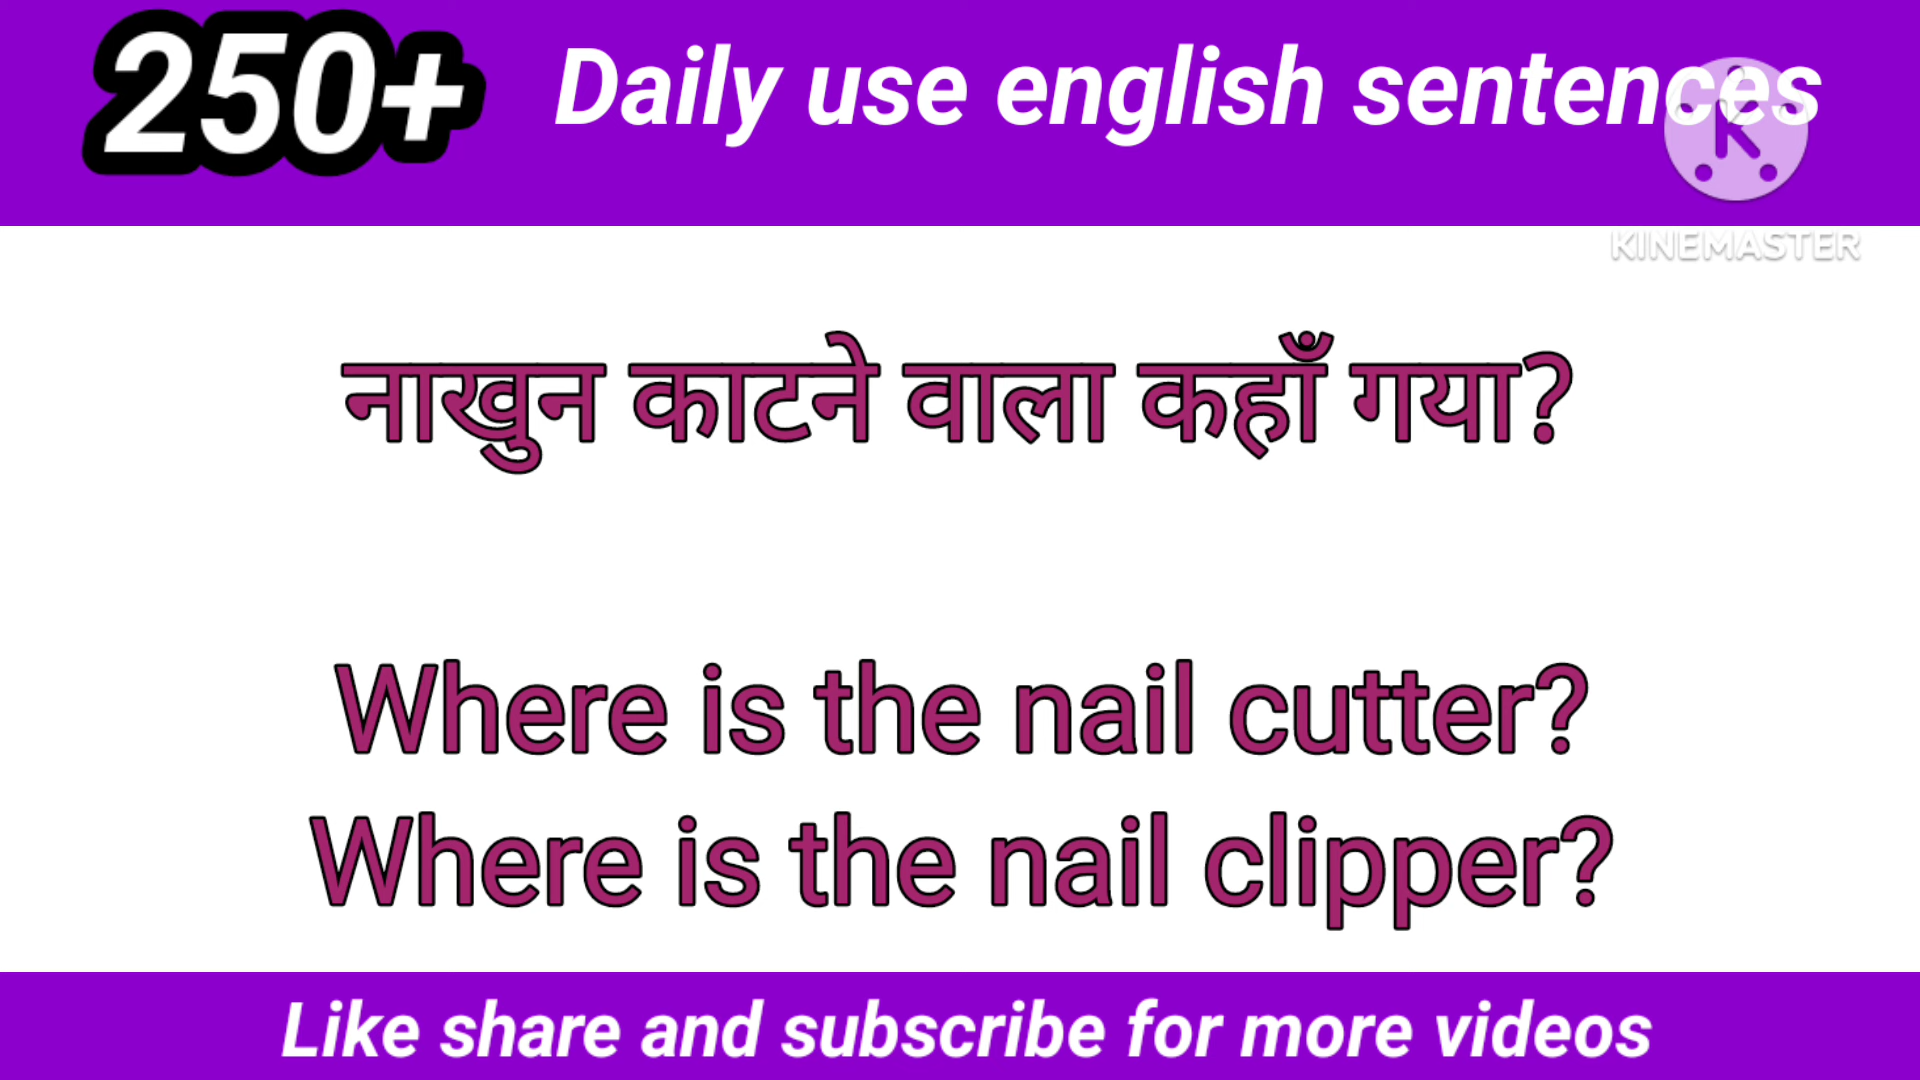 250+ Daily use english sentences
KINEMASTER
नाखुन काटने वाला कहाँ गया?
Where is the nail cutter?
Where is the nail clipper?
Like share and subscribe for more videos